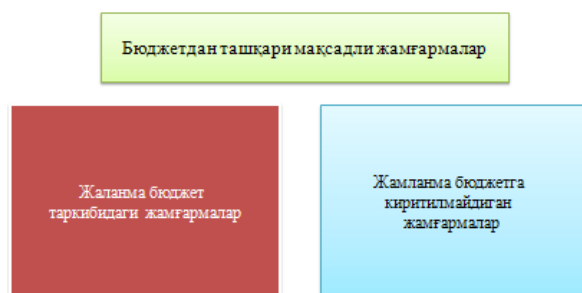 Бюджетдан ташқари мақсадли жамғармалар
Жаланма бюджет
таркибидаги жамғармалар
Жамланма бюджетга
киритилмайдиган
жамғармалар